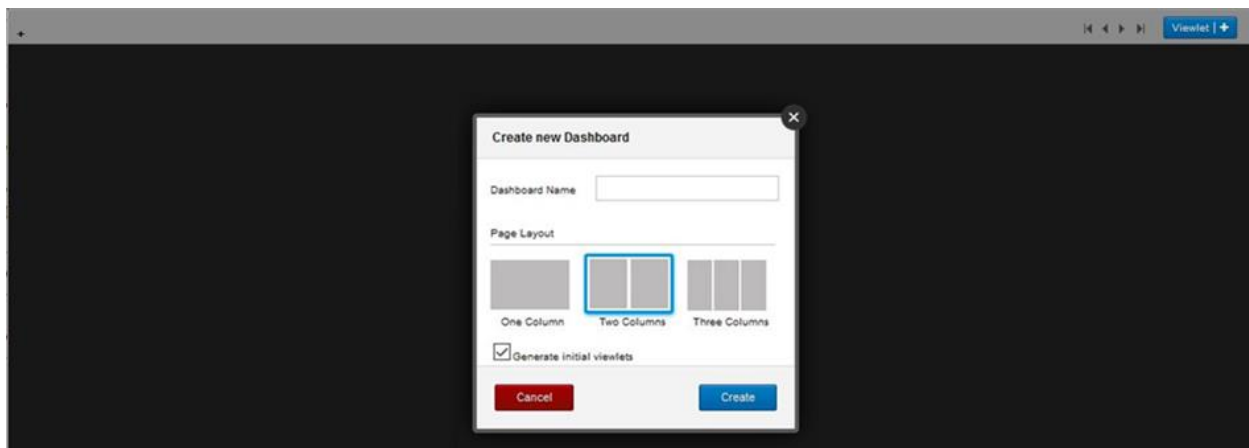 Viewlet | +
Create new Dashboard
Dashboard Name
Page Layout
One Column
Two Columns
Three Columns
Generate initial viewlets
Cancel
Create